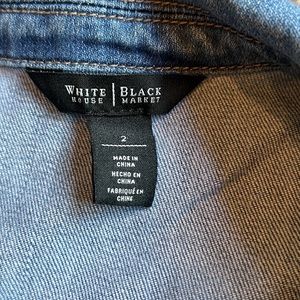 WHITE | BLACK
HOUSE | MARKET
2
MADE IN
CHINA
HECHO EN
CHINA
FABRIQUÉ EN
CHINE